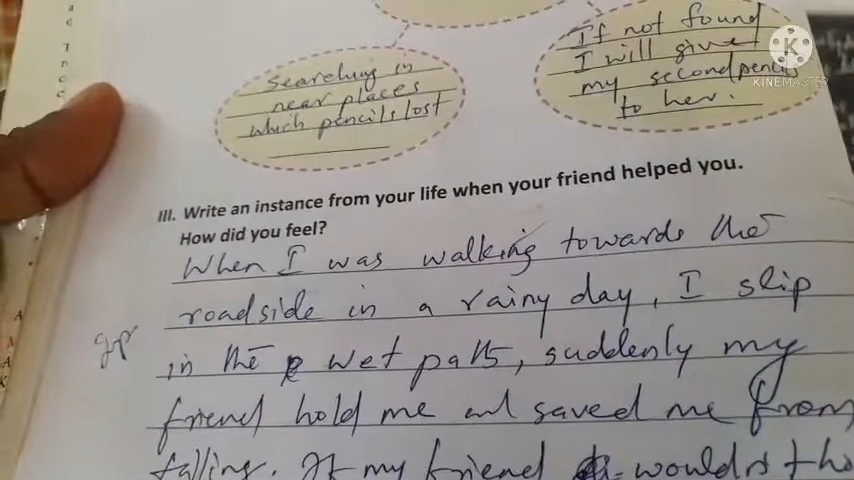 If not found
I will give
my second pencils
to her.
K
KINEMASTER
searching in
near places
which pencils lost
III. Write an instance from your life when your friend helped you.
How did you feel?
When I was walking towards the
roadside in a rainy day, I slip
in the wet path, suddenly my
friend hold me and saved me from
falling. If my friend wouldn't